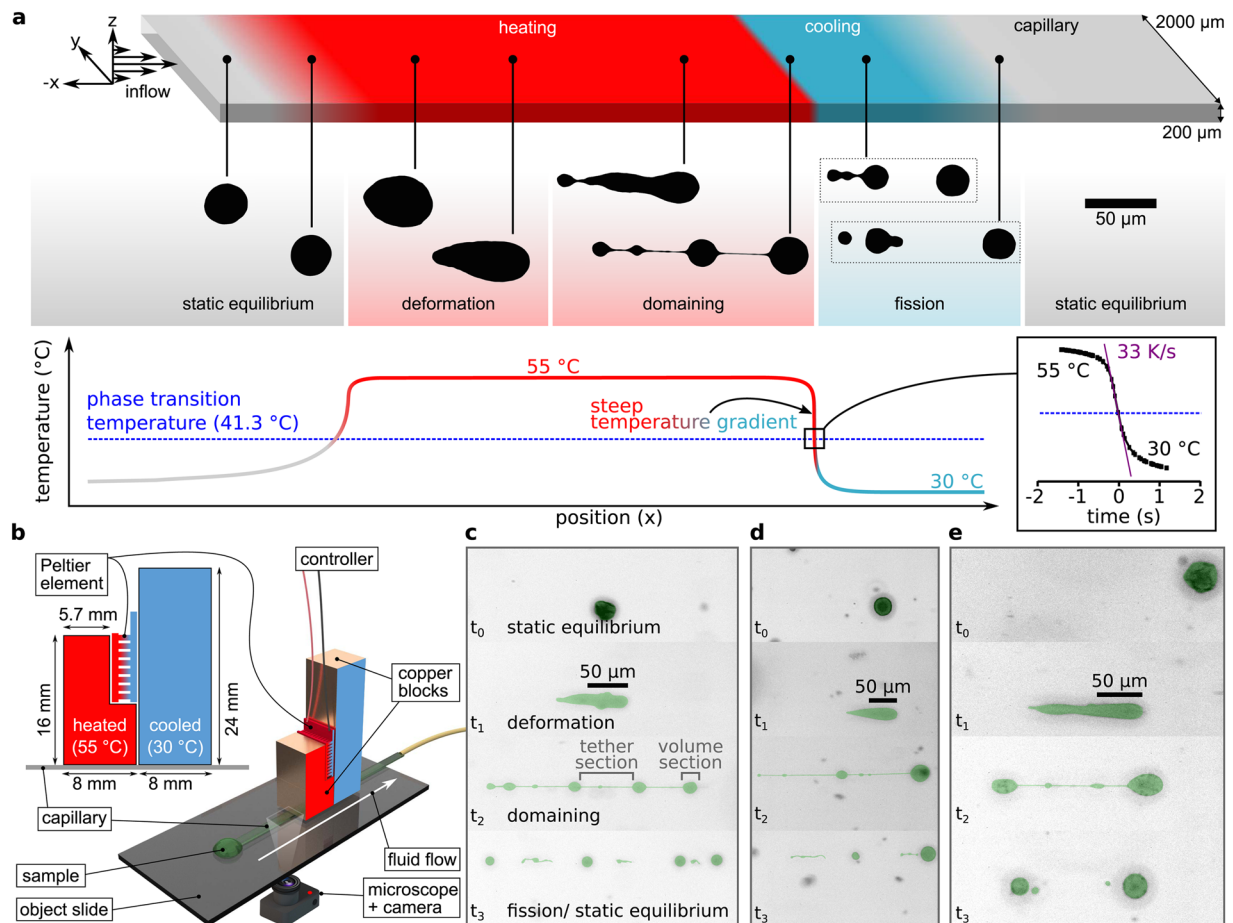 a
heating
cooling
capillary
2000 µm
200 µm
z
y
-x
inflow
50 µm
static equilibrium
deformation
domaining
fission
static equilibrium
temperature (°C)
phase transition
temperature (41.3 °C)
55 °C
steep
temperature gradient
30 °C
position (x)
55 °C
33 K/s
30 °C
-2 -1 0 1 2
time (s)
b
Peltier
element
controller
5.7 mm
16 mm
24 mm
heated
(55 °C)
cooled
(30 °C)
8 mm
8 mm
copper
blocks
capillary
sample
object slide
fluid flow
microscope
+ camera
c
t0 static equilibrium
50 µm
t1 deformation
tether
section
volume
section
t2 domaining
t3 fission/ static equilibrium
d
t0
50 µm
t1
t2
t3
e
t0
50 µm
t1
t2
t3